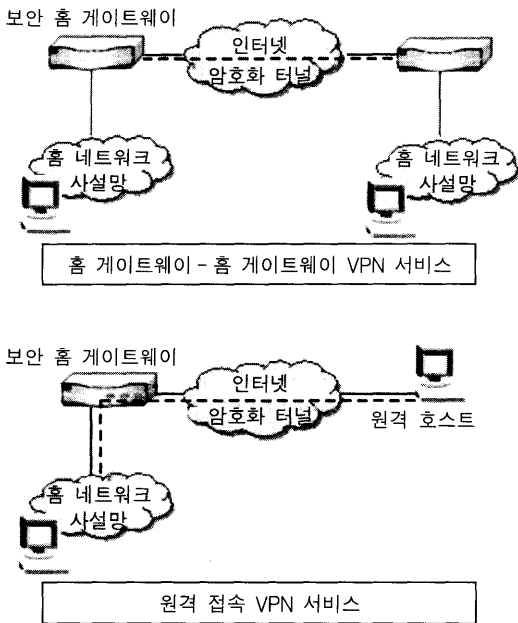 보안 홈 게이트웨이
인터넷
암호화 터널
홈 네트워크
사설망
홈 네트워크
사설망
홈 게이트웨이 - 홈 게이트웨이 VPN 서비스
보안 홈 게이트웨이
인터넷
암호화 터널
원격 호스트
홈 네트워크
사설망
원격 접속 VPN 서비스